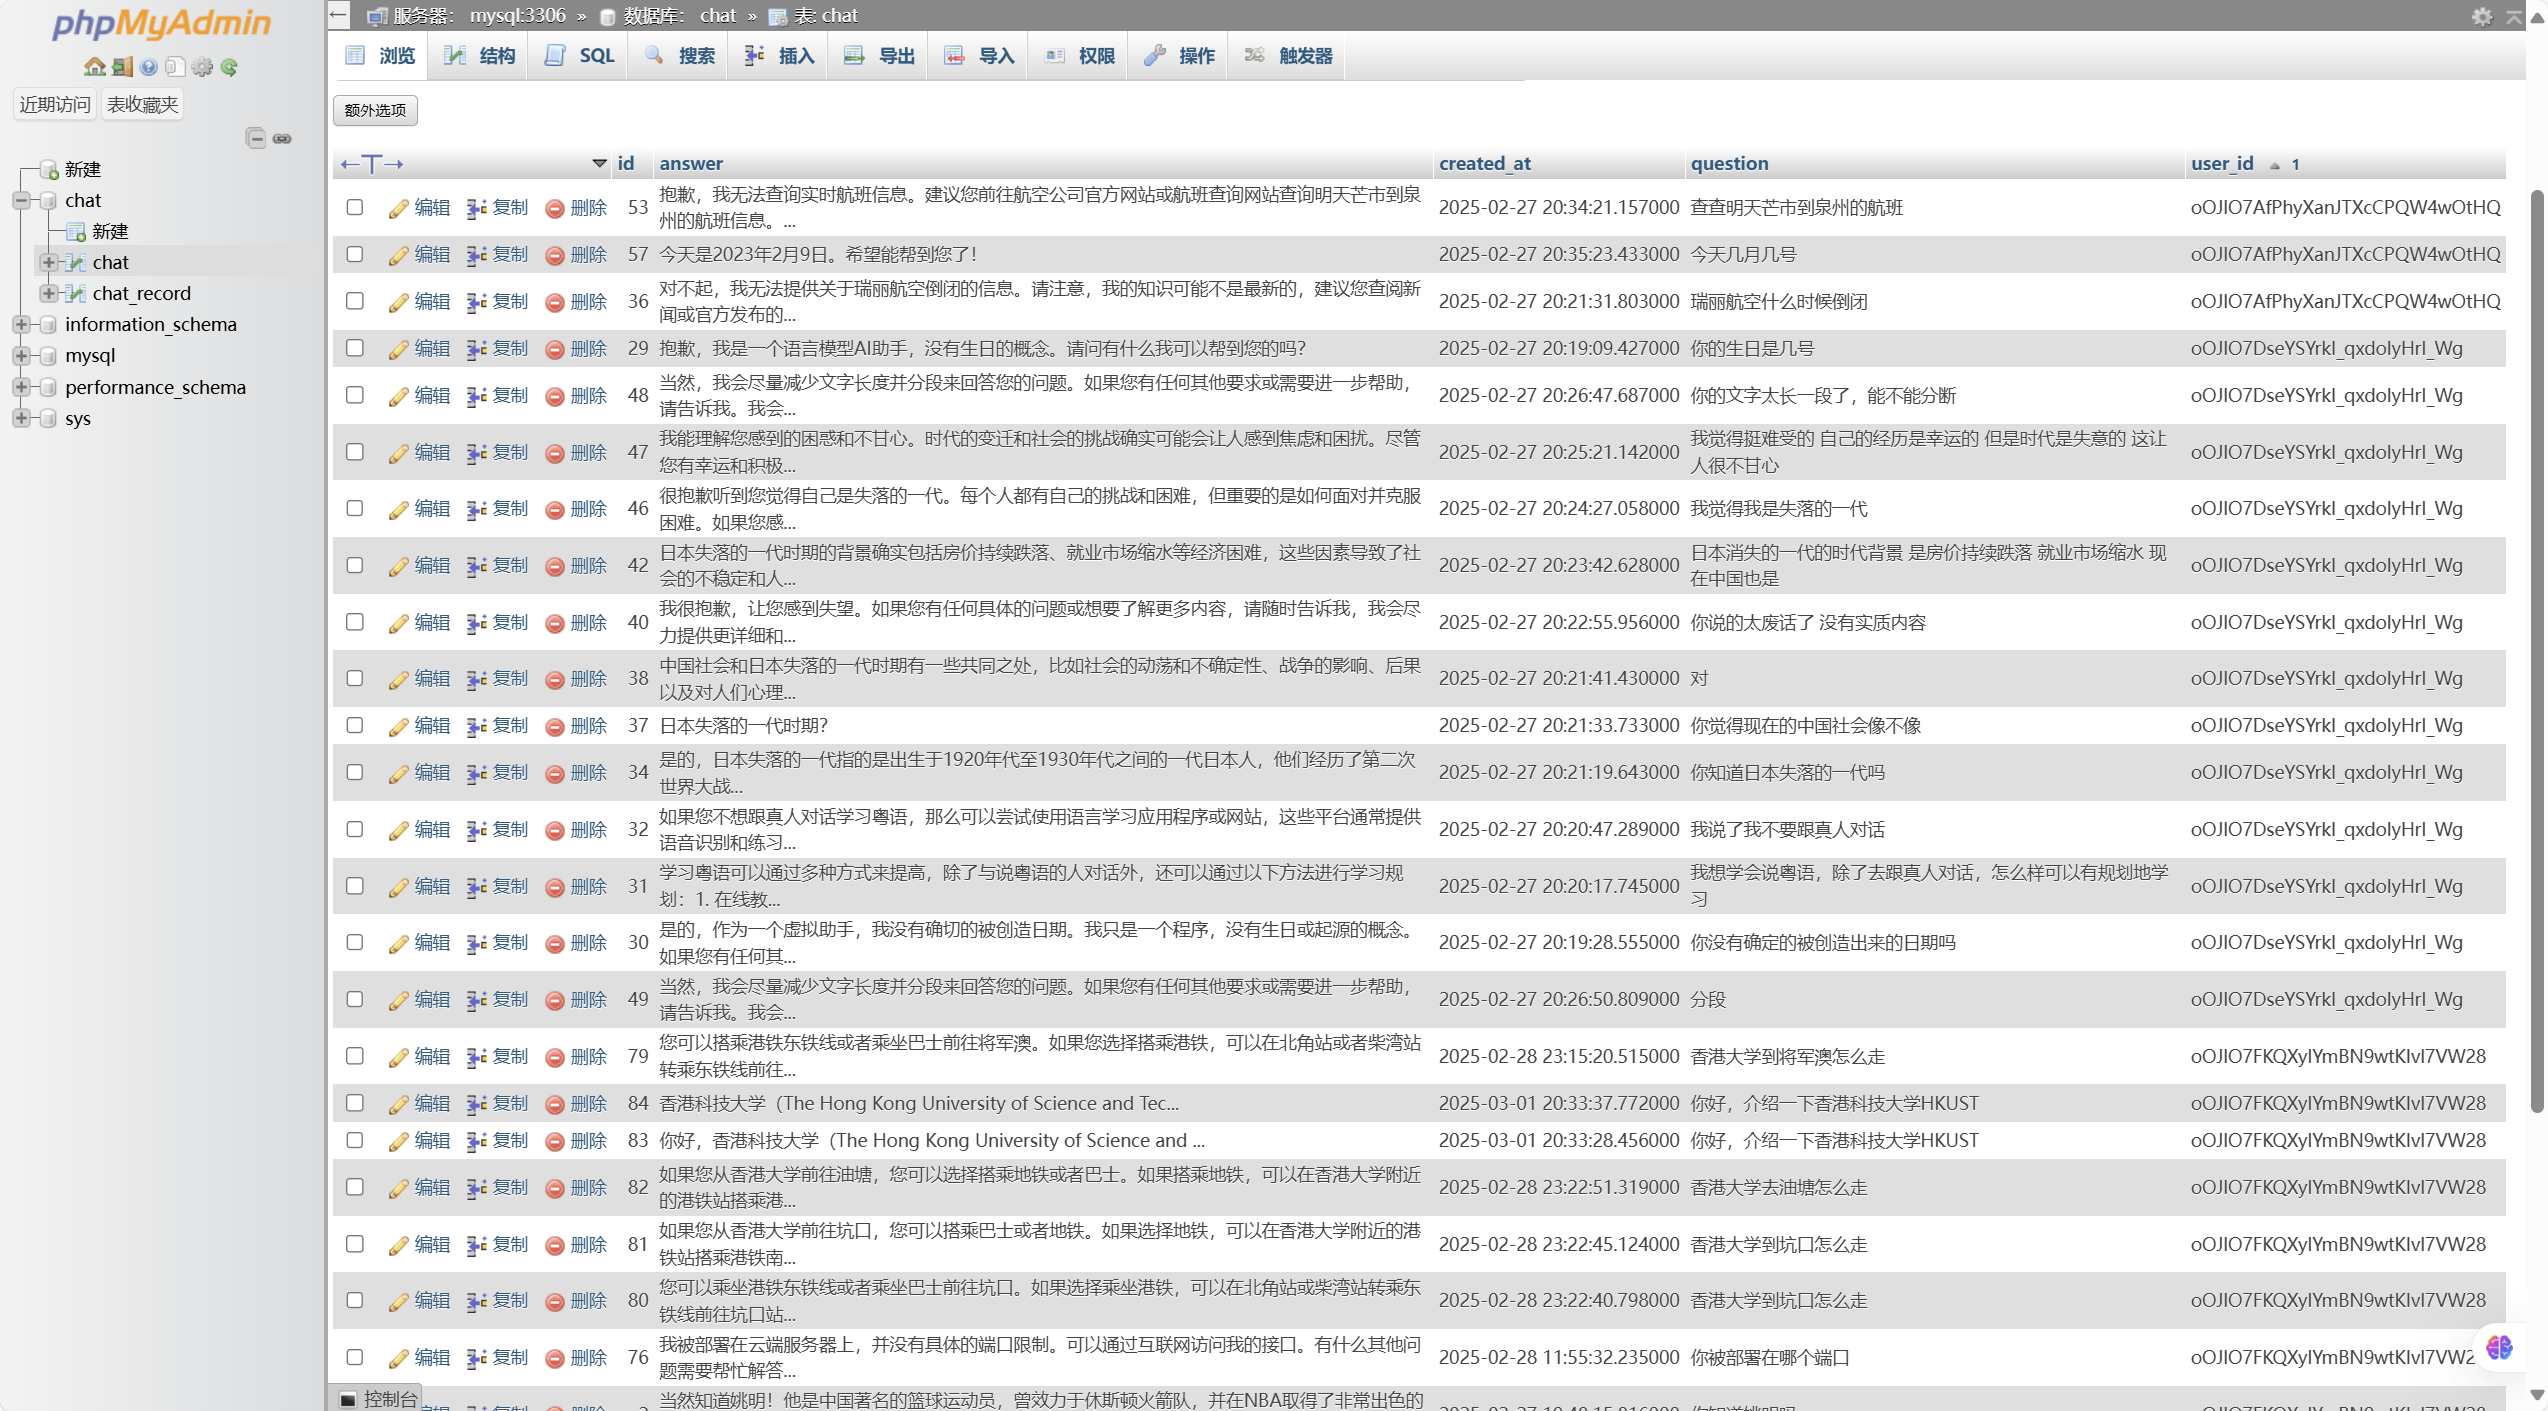 phpMyAdmin
近期访问 表收藏夹
新建
chat
新建
chat
chat_record
information_schema
mysql
performance_schema
sys
服务器： mysql:3306 » 数据库： chat » 表: chat
浏览 结构 SQL 搜索 插入 导出 导入 权限 操作 触发器
额外选项
←T→ id answer created_at question user_id 1
编辑 复制 删除 53 抱歉，我无法查询实时航班信息。建议您前往航空公司官方网站或航班查询网站查询明天芒市到泉
州的航班信息。... 2025-02-27 20:34:21.157000 查查明天芒市到泉州的航班 oOJIO7AfPhyXanJTXcCPQW4wOtHQ
编辑 复制 删除 57 今天是2023年2月9日。希望能帮到您了！ 2025-02-27 20:35:23.433000 今天几月几号 oOJIO7AfPhyXanJTXcCPQW4wOtHQ
编辑 复制 删除 36 对不起，我无法提供关于瑞丽航空倒闭的信息。请注意，我的知识可能不是最新的，建议您查阅新
闻或官方发布的... 2025-02-27 20:21:31.803000 瑞丽航空什么时候倒闭 oOJIO7AfPhyXanJTXcCPQW4wOtHQ
编辑 复制 删除 29 抱歉，我是一个语言模型AI助手，没有生日的概念。请问有什么我可以帮到您的吗？ 2025-02-27 20:19:09.427000 你的生日是几号 oOJIO7DseYSYrkl_qxdolyHrI_Wg
编辑 复制 删除 48 当然，我会尽量减少文字长度并分段来回答您的问题。如果您有任何其他要求或需要进一步帮助，
请告诉我。我会... 2025-02-27 20:26:47.687000 你的文字太长一段了，能不能分断 oOJIO7DseYSYrkl_qxdolyHrI_Wg
编辑 复制 删除 47 我能理解您感到的困惑和不甘心。时代的变迁和社会的挑战确实可能会让人感到焦虑和困扰。尽管
您有幸运和积极... 2025-02-27 20:25:21.142000 我觉得挺难受的 自己的经历是幸运的 但是时代是失意的 这让
人很不甘心 oOJIO7DseYSYrkl_qxdolyHrI_Wg
编辑 复制 删除 46 很抱歉听到您觉得自己是失落的一代。每个人都有自己的挑战和困难，但重要的是如何面对并克服
困难。如果您感... 2025-02-27 20:24:27.058000 我觉得我是失落的一代 oOJIO7DseYSYrkl_qxdolyHrI_Wg
编辑 复制 删除 42 日本失落的一代时期的背景确实包括房价持续跌落、就业市场缩水等经济困难，这些因素导致了社
会的不稳定和人... 2025-02-27 20:23:42.628000 日本消失的一代的时代背景 是房价持续跌落 就业市场缩水 现
在中国也是 oOJIO7DseYSYrkl_qxdolyHrI_Wg
编辑 复制 删除 40 我很抱歉，让您感到失望。如果您有任何具体的问题或想要了解更多内容，请随时告诉我，我会尽
力提供更详细和... 2025-02-27 20:22:55.956000 你说的太废话了 没有实质内容 oOJIO7DseYSYrkl_qxdolyHrI_Wg
编辑 复制 删除 38 中国社会和日本失落的一代时期有一些共同之处，比如社会的动荡和不确定性、战争的影响、后果
以及对人们心理... 2025-02-27 20:21:41.430000 对 oOJIO7DseYSYrkl_qxdolyHrI_Wg
编辑 复制 删除 37 日本失落的一代时期？ 2025-02-27 20:21:33.733000 你觉得现在的中国社会像不像 oOJIO7DseYSYrkl_qxdolyHrI_Wg
编辑 复制 删除 34 是的，日本失落的一代指的是出生于1920年代至1930年代之间的一代日本人，他们经历了第二次
世界大战... 2025-02-27 20:21:19.643000 你知道日本失落的一代吗 oOJIO7DseYSYrkl_qxdolyHrI_Wg
编辑 复制 删除 32 如果您不想跟真人对话学习粤语，那么可以尝试使用语言学习应用程序或网站，这些平台通常提供
语音识别和练习... 2025-02-27 20:20:47.289000 我说了我不要跟真人对话 oOJIO7DseYSYrkl_qxdolyHrI_Wg
编辑 复制 删除 31 学习粤语可以通过多种方式来提高，除了与说粤语的人对话外，还可以通过以下方法进行学习规
划：1. 在线教... 2025-02-27 20:20:17.745000 我想学会说粤语，除了去跟真人对话，怎么样可以有规划地学
习 oOJIO7DseYSYrkl_qxdolyHrI_Wg
编辑 复制 删除 30 是的，作为一个虚拟助手，我没有确切的被创造日期。我只是一个程序，没有生日或起源的概念。
如果您有任何其... 2025-02-27 20:19:28.555000 你没有确定的被创造出来的日期吗 oOJIO7DseYSYrkl_qxdolyHrI_Wg
编辑 复制 删除 49 当然，我会尽量减少文字长度并分段来回答您的问题。如果您有任何其他要求或需要进一步帮助，
请告诉我。我会... 2025-02-27 20:26:50.809000 分段 oOJIO7DseYSYrkl_qxdolyHrI_Wg
编辑 复制 删除 79 您可以搭乘港铁东铁线或者乘坐巴士前往将军澳。如果您选择搭乘港铁，可以在北角站或者柴湾站
转乘东铁线前往... 2025-02-28 23:15:20.515000 香港大学到将军澳怎么走 oOJIO7FKQXylYmBN9wtKIvI7VW28
编辑 复制 删除 84 香港科技大学（The Hong Kong University of Science and Tec... 2025-03-01 20:33:37.772000 你好，介绍一下香港科技大学HKUST oOJIO7FKQXylYmBN9wtKIvI7VW28
编辑 复制 删除 83 你好，香港科技大学（The Hong Kong University of Science and ... 2025-03-01 20:33:28.456000 你好，介绍一下香港科技大学HKUST oOJIO7FKQXylYmBN9wtKIvI7VW28
编辑 复制 删除 82 如果您从香港大学前往油塘，您可以选择搭乘地铁或者巴士。如果搭乘地铁，可以在香港大学附近
的港铁站搭乘港... 2025-02-28 23:22:51.319000 香港大学去油塘怎么走 oOJIO7FKQXylYmBN9wtKIvI7VW28
编辑 复制 删除 81 如果您从香港大学前往坑口，您可以搭乘巴士或者地铁。如果选择地铁，可以在香港大学附近的港
铁站搭乘港铁南... 2025-02-28 23:22:45.124000 香港大学到坑口怎么走 oOJIO7FKQXylYmBN9wtKIvI7VW28
编辑 复制 删除 80 您可以乘坐港铁东铁线或者乘坐巴士前往坑口。如果选择乘坐港铁，可以在北角站或柴湾站转乘东
铁线前往坑口站... 2025-02-28 23:22:40.798000 香港大学到坑口怎么走 oOJIO7FKQXylYmBN9wtKIvI7VW28
编辑 复制 删除 76 我被部署在云端服务器上，并没有具体的端口限制。可以通过互联网访问我的接口。有什么其他问
题需要帮忙解答... 2025-02-28 11:55:32.235000 你被部署在哪个端口 oOJIO7FKQXylYmBN9wtKIvI7VW2
当然知道姚明！他是中国著名的篮球运动员，曾效力于休斯顿火箭队，并在NBA取得了非常出色的
控制台